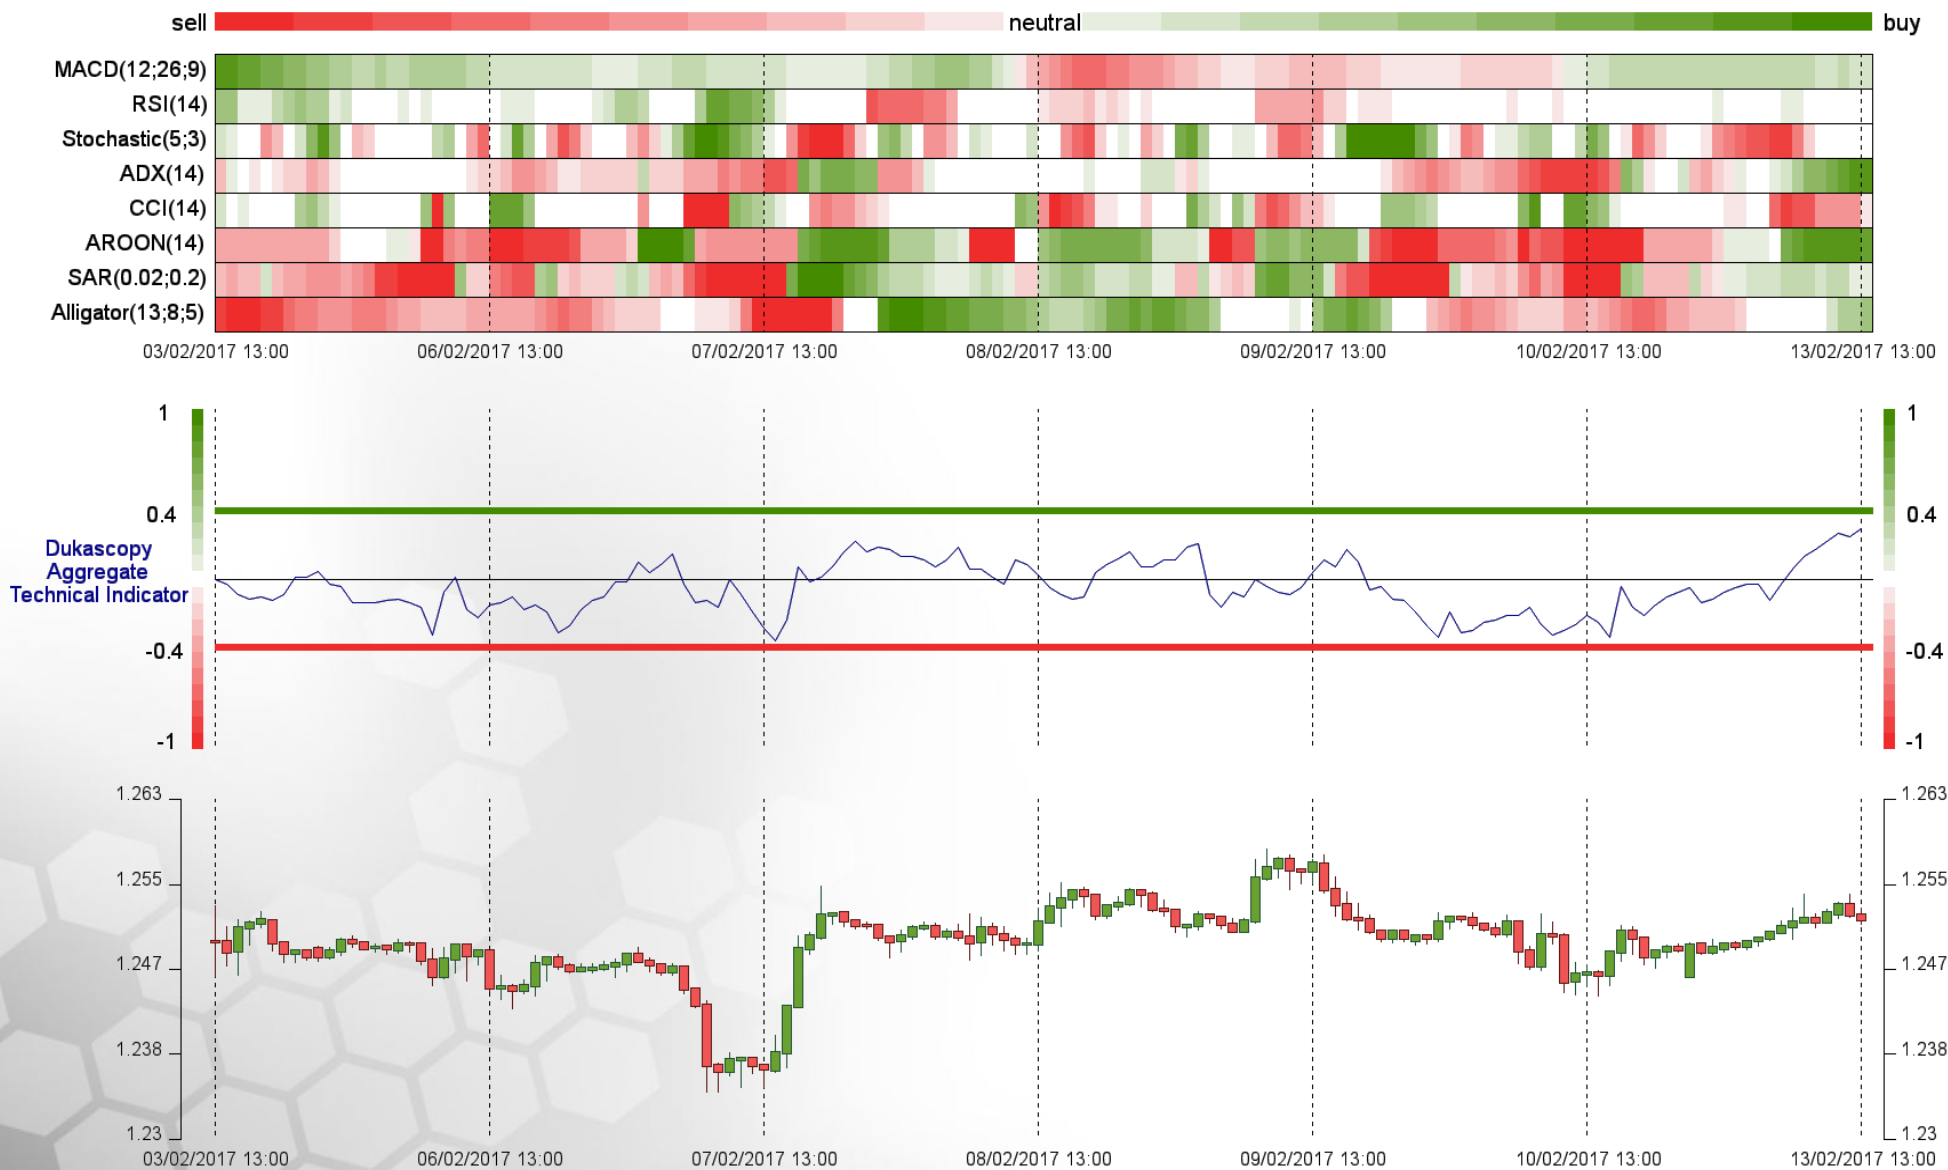 sell neutral buy
MACD(12;26;9)
RSI(14)
Stochastic(5;3)
ADX(14)
CCI(14)
AROON(14)
SAR(0.02;0.2)
Alligator(13;8;5)
03/02/2017 13:00 06/02/2017 13:00 07/02/2017 13:00 08/02/2017 13:00 09/02/2017 13:00 10/02/2017 13:00 13/02/2017 13:00
1 1
0.4 0.4
Dukascopy
Aggregate
Technical Indicator
-0.4 -0.4
-1 -1
1.263 1.263
1.255 1.255
1.247 1.247
1.238 1.238
1.23 1.23
03/02/2017 13:00 06/02/2017 13:00 07/02/2017 13:00 08/02/2017 13:00 09/02/2017 13:00 10/02/2017 13:00 13/02/2017 13:00